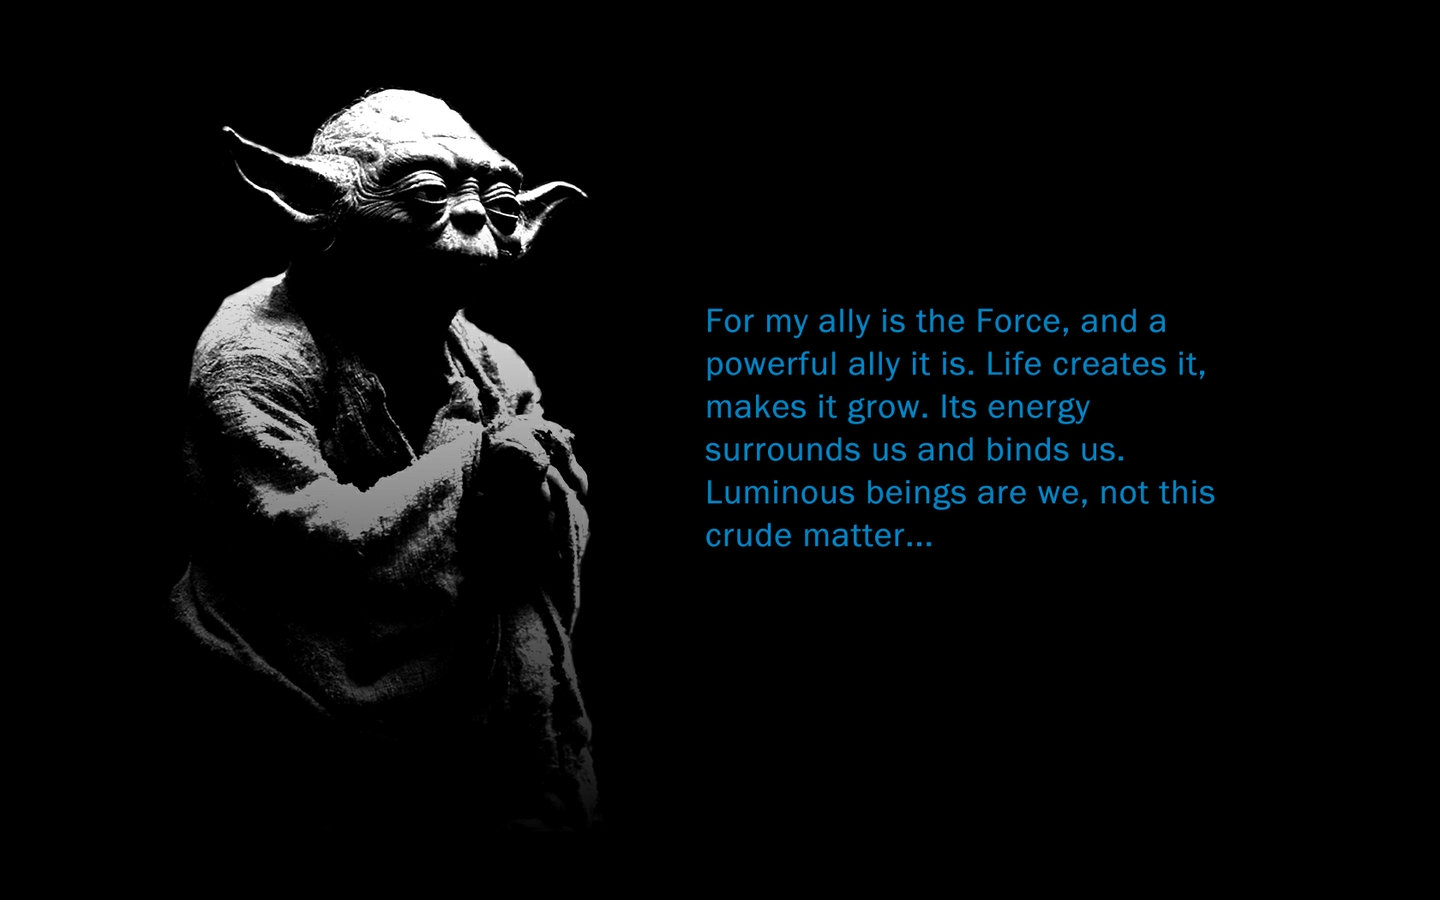 For my ally is the Force, and a
powerful ally it is. Life creates it,
makes it grow. Its energy
surrounds us and binds us.
Luminous beings are we, not this
crude matter...